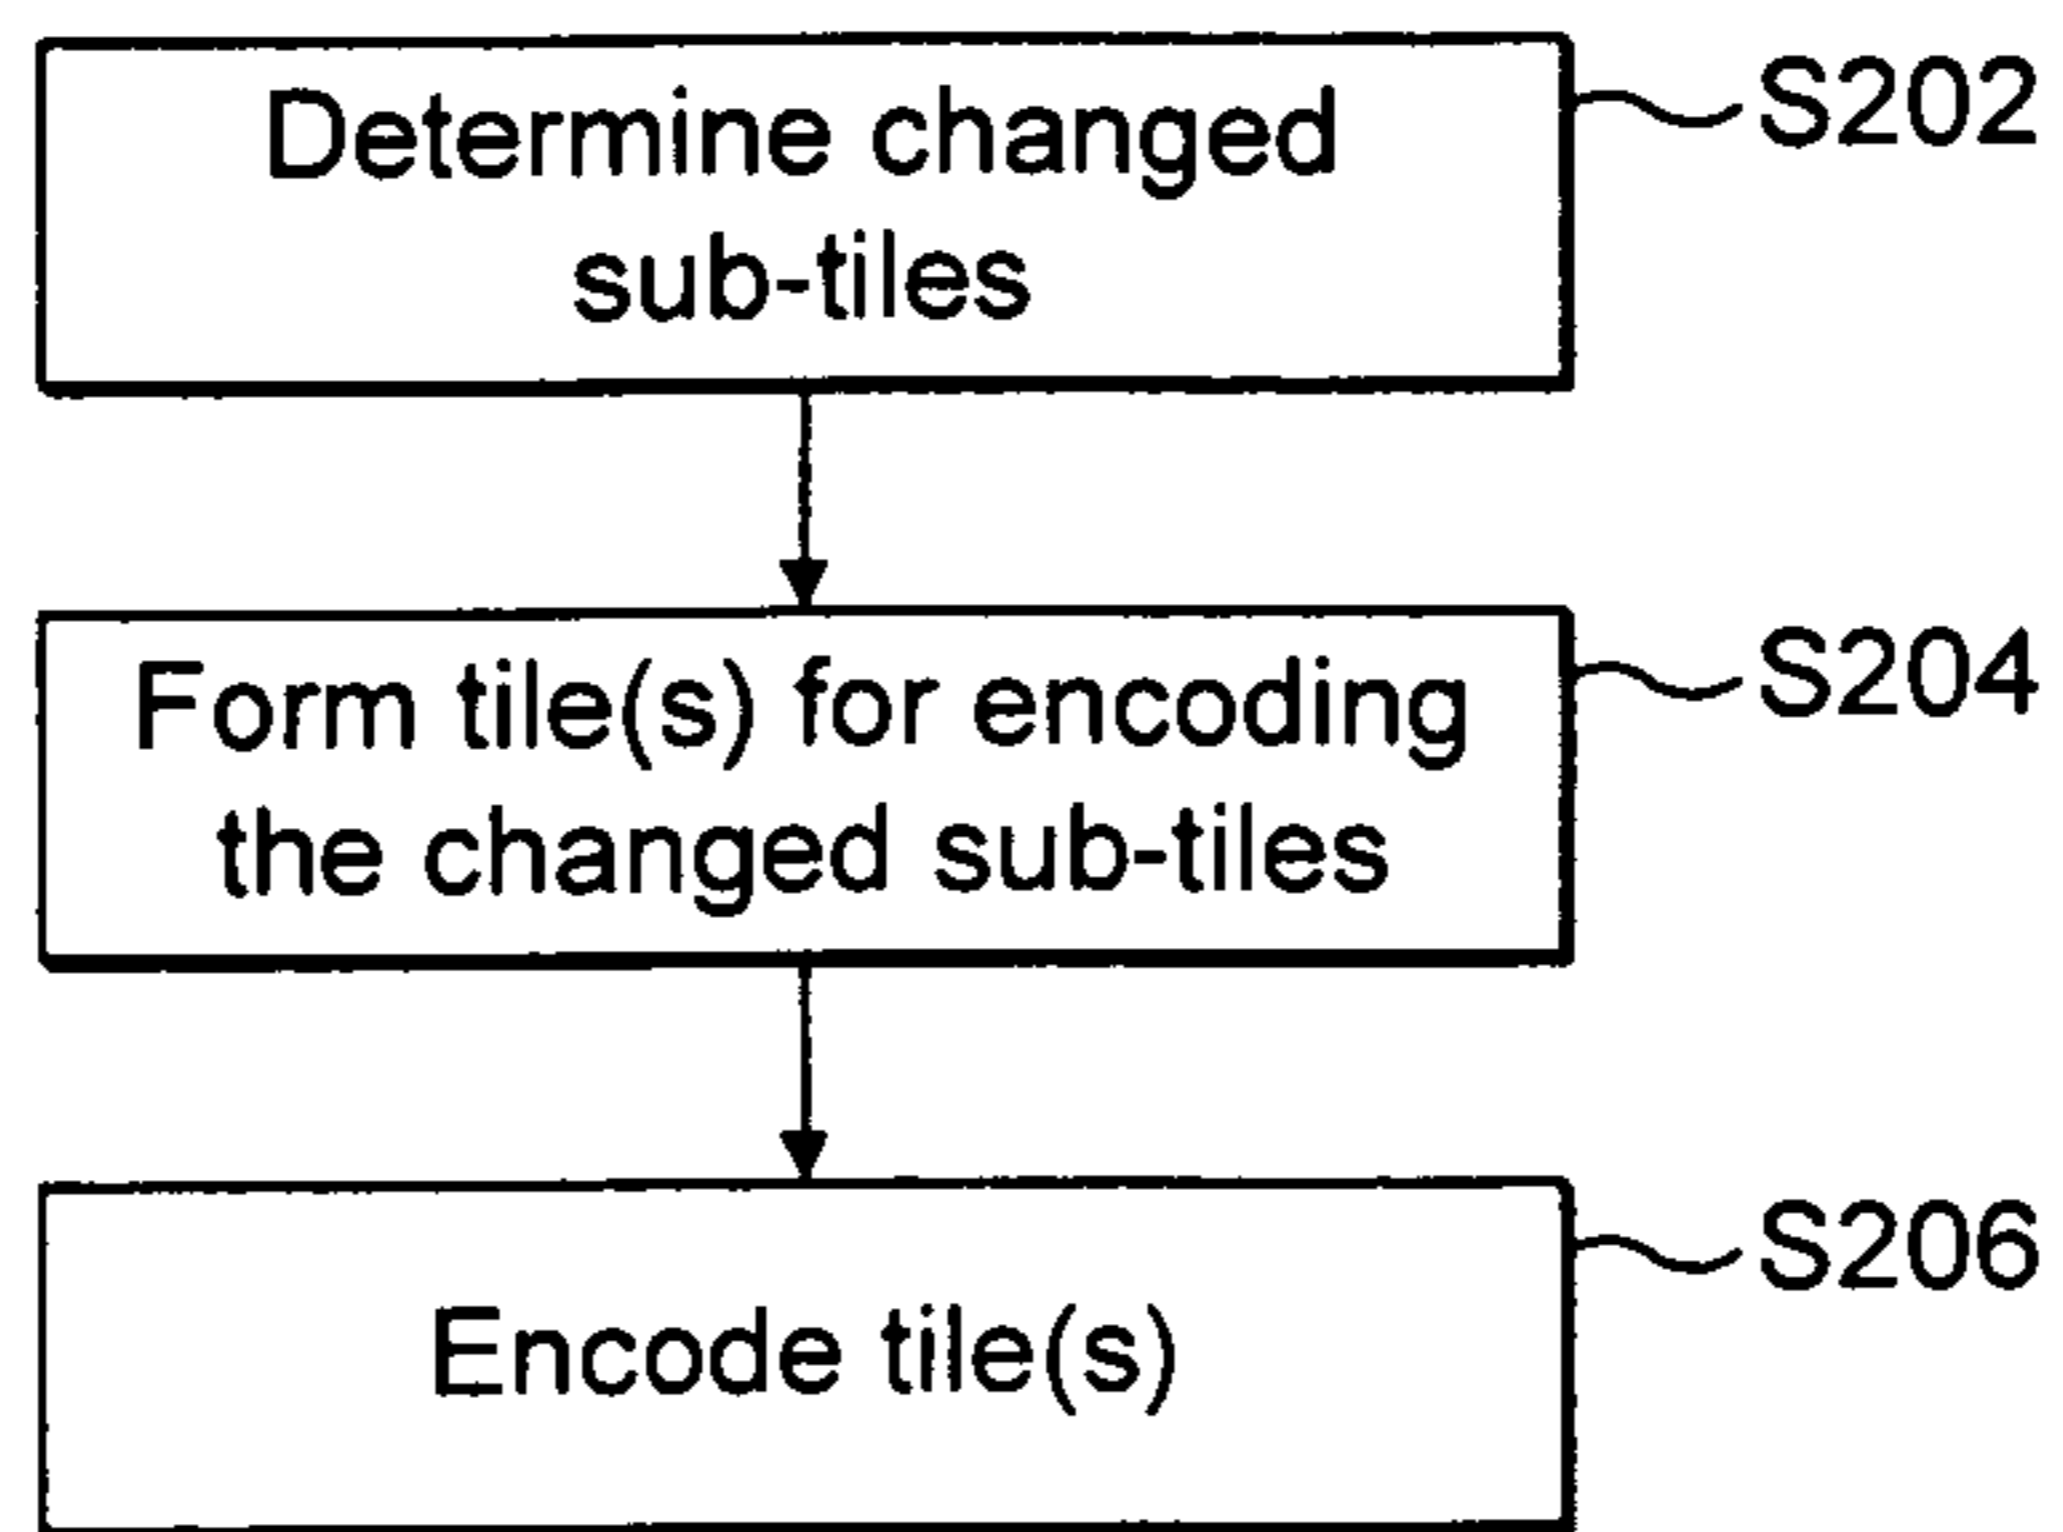 Determine changed
sub-tiles
S202
Form tile(s) for encoding
the changed sub-tiles
S204
Encode tile(s)
S206